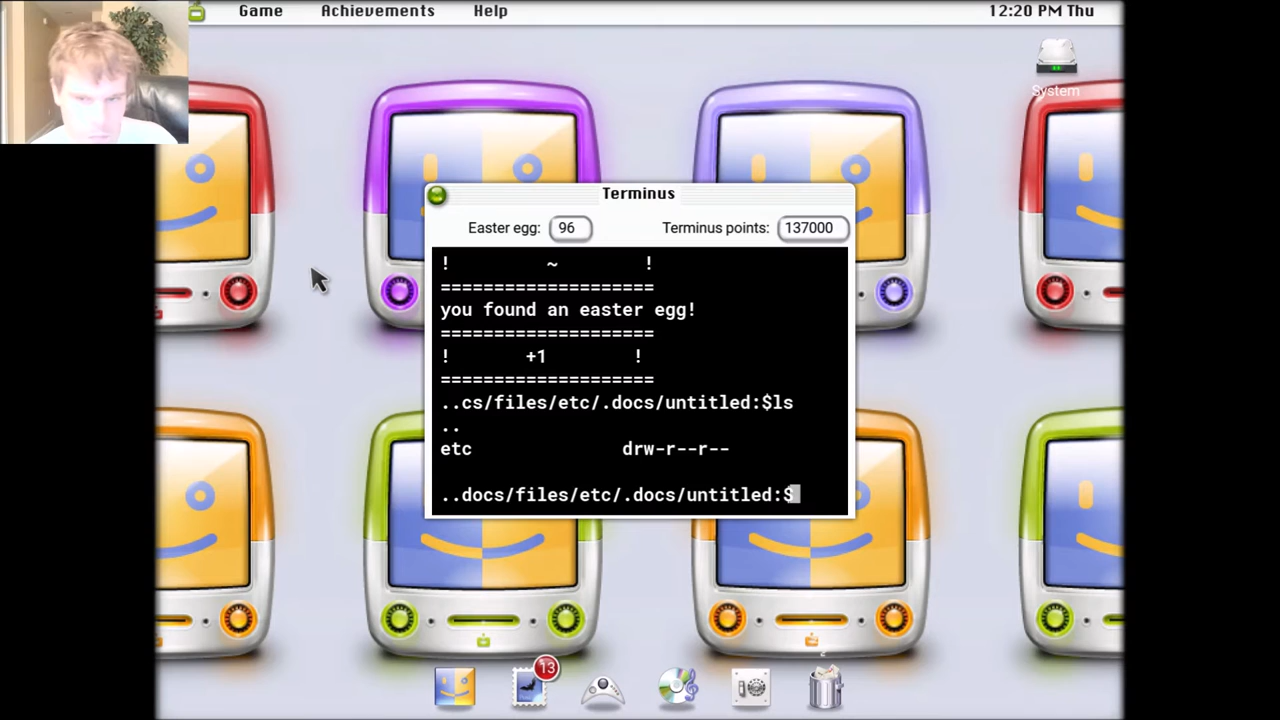 Game Achievements Help 12:20 PM Thu
System
Terminus
Easter egg: 96 Terminus points: 137000
! ~ !
====================
you found an easter egg!
====================
! +1 !
====================
..cs/files/etc/.docs/untitled:$ls
..
etc drw-r--r--
..docs/files/etc/.docs/untitled:$
2
13